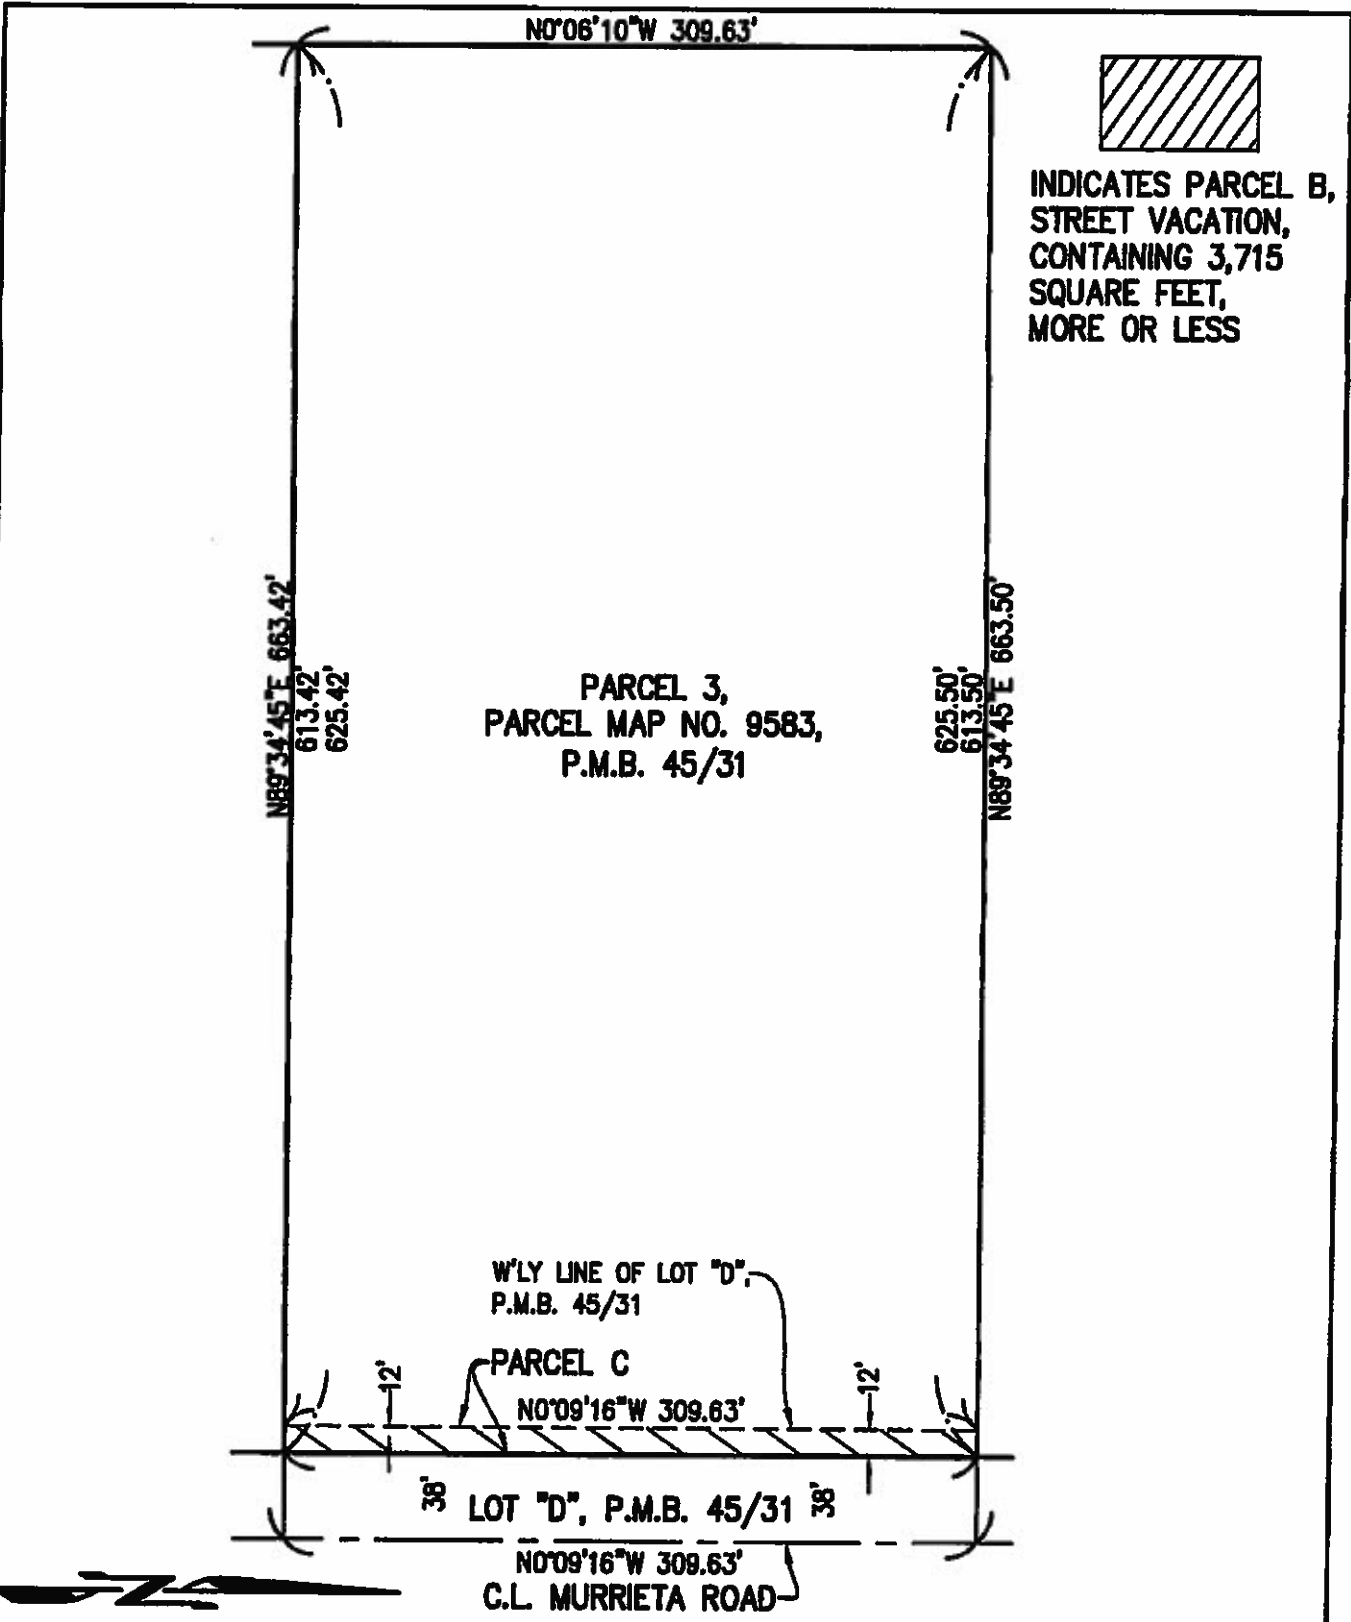 N0°06'10"W 309.63'
INDICATES PARCEL B,
STREET VACATION,
CONTAINING 3,715
SQUARE FEET,
MORE OR LESS
N89°34'45"E 663.42'
613.42'
625.42'
PARCEL 3,
PARCEL MAP NO. 9583,
P.M.B. 45/31
625.50'
613.50'
N89°34'45"E 663.50'
W'LY LINE OF LOT "D",
P.M.B. 45/31
PARCEL C
12'
12'
N0°09'16"W 309.63'
38'
LOT "D", P.M.B. 45/31
38'
N0°09'16"W 309.63'
C.L. MURRIETA ROAD
N